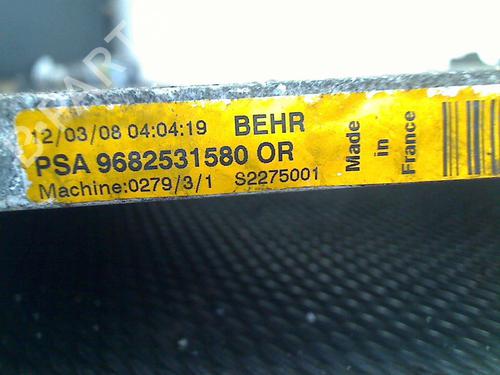 12/03/08 04:04:19 BEHR
PSA 9682531580 OR
Machine:0279/3/1 S2275001
Made
in
France